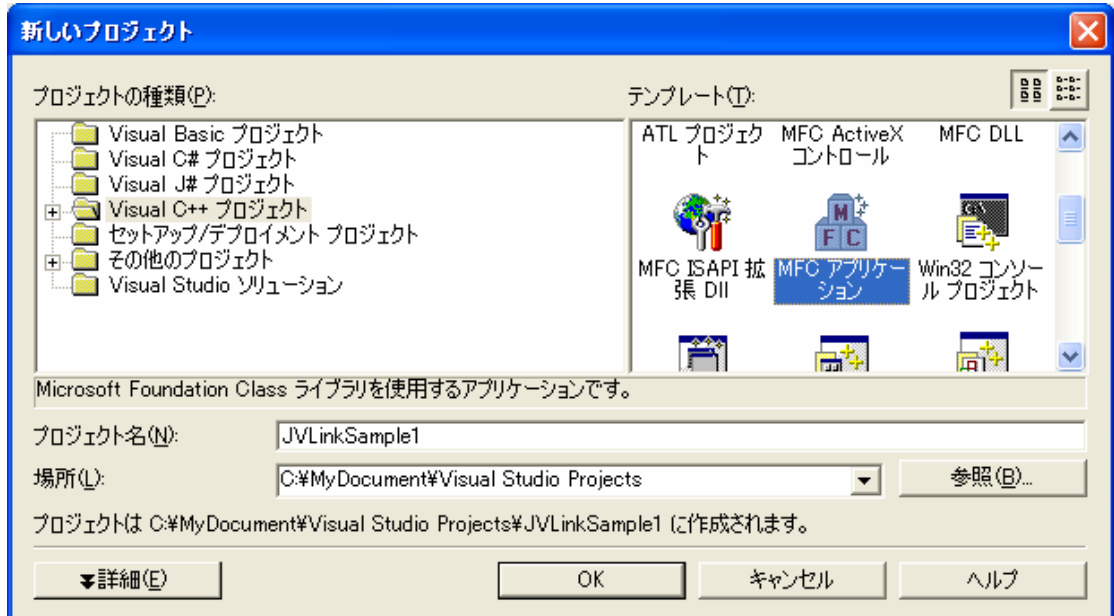 新しいプロジェクト
プロジェクトの種類(P):
テンプレート(T):
Visual Basic プロジェクト
Visual C# プロジェクト
Visual J# プロジェクト
Visual C++ プロジェクト
セットアップ/デプロイメント プロジェクト
その他のプロジェクト
Visual Studio ソリューション
ATL プロジェク
ト
MFC ActiveX
コントロール
MFC DLL
MFC ISAPI 拡
張 Dll
MFC アプリケー
ション
Win32 コンソー
ル プロジェクト
Microsoft Foundation Class ライブラリを使用するアプリケーションです。
プロジェクト名(N):
JVLinkSample1
場所(L):
C:¥MyDocument¥Visual Studio Projects
参照(B)...
プロジェクトは C:¥MyDocument¥Visual Studio Projects¥JVLinkSample1 に作成されます。
詳細(E)
OK
キャンセル
ヘルプ